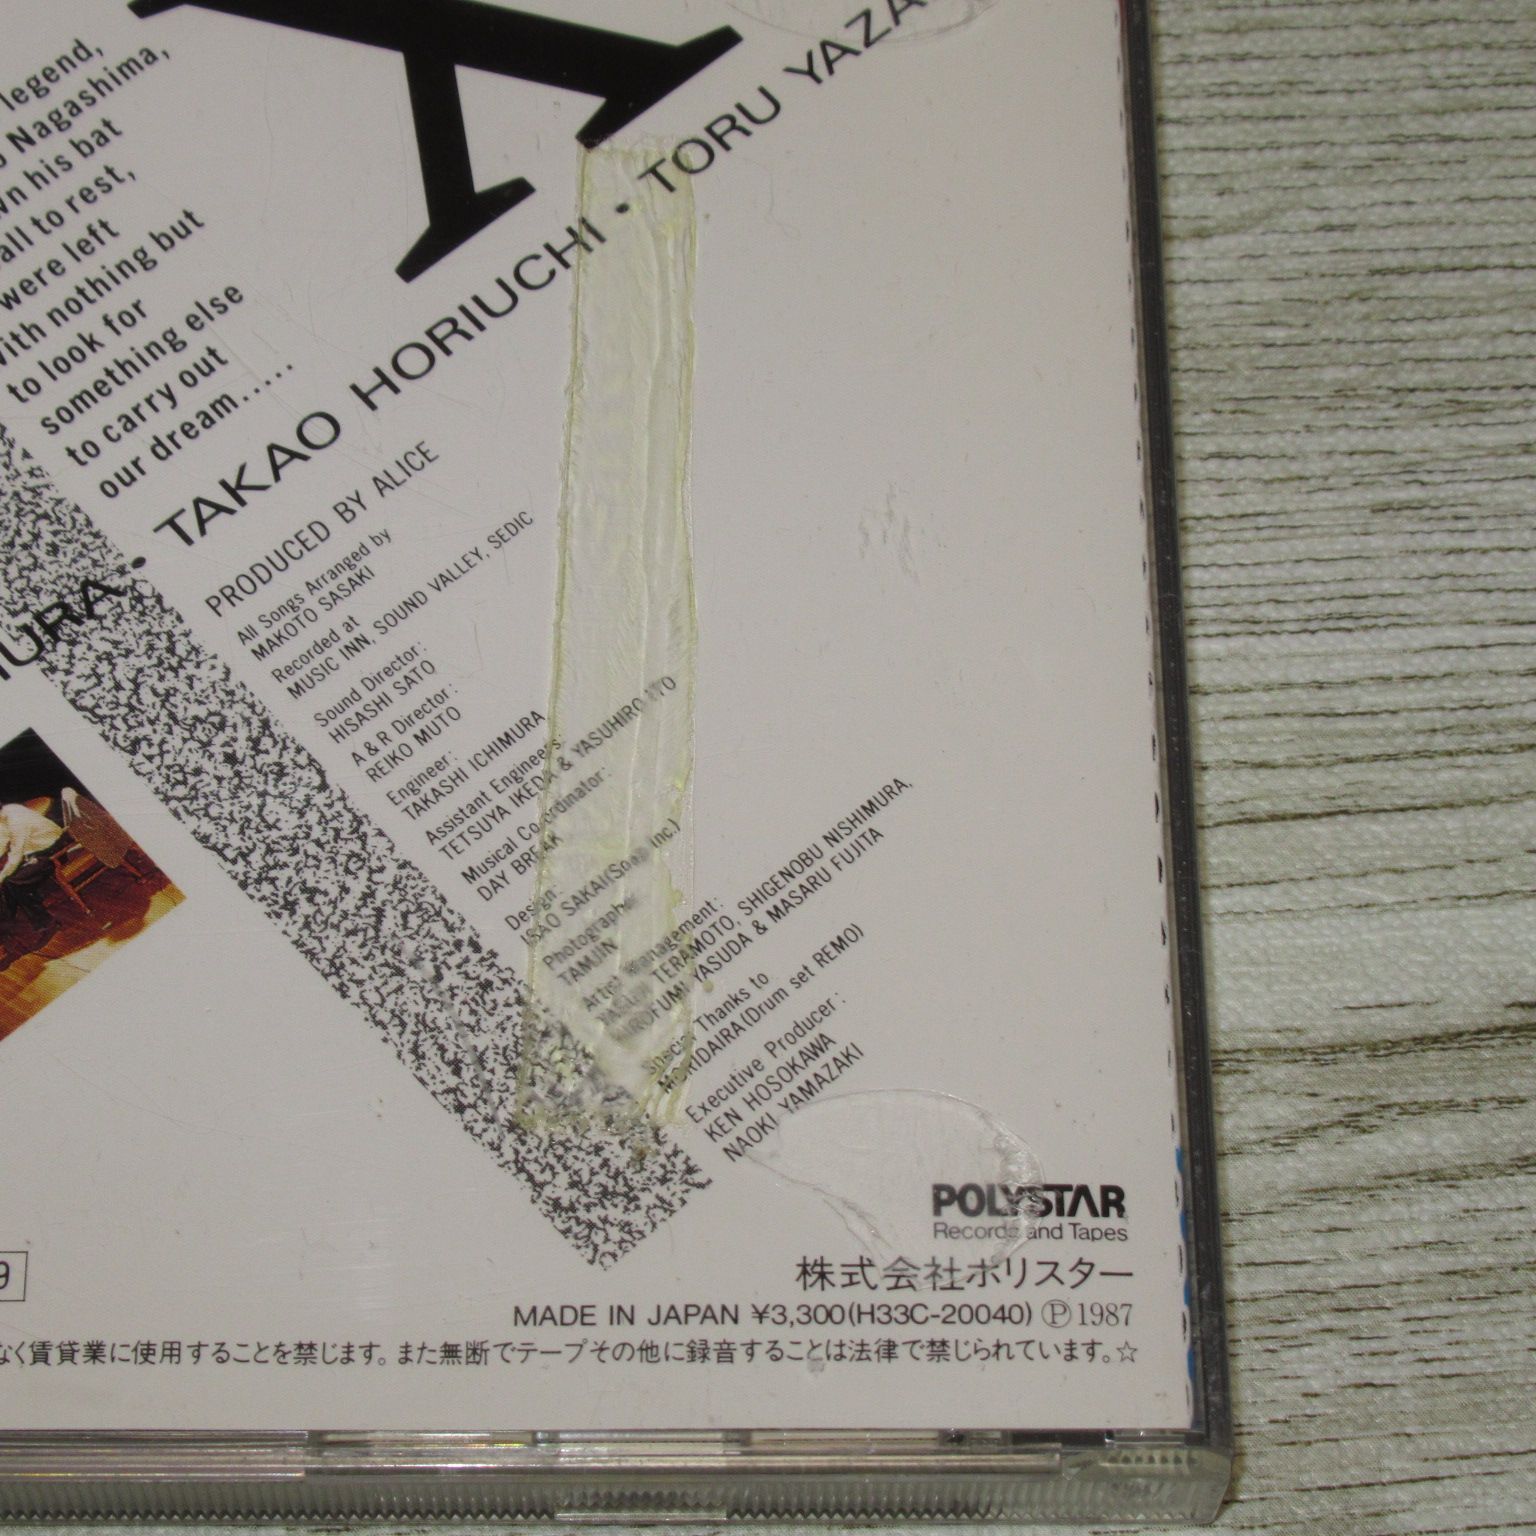 legend,
Nagashima,
his bat
to rest,
were left
with nothing but
to look for
something else
to carry out
our dream.....
TAKAO HORIUCHI・TORU
PRODUCED BY ALICE
All Songs Arranged by
MAKOTO SASAKI
Recorded at
MUSIC INN, SOUND VALLEY, SEDIC
Sound Director:
HISASHI SATO
A & R Director:
REIKO MUTO
Engineer:
TAKASHI ICHIMURA
Assistant Engineers:
TETSUYA IKEDA & YASUHIRO ITO
Musical Co-ordinator:
DAY BREAK
Design:
ISAO SAKAI(Soap Inc.)
Photographer:
TAMJIN
Artist Management:
TERAMOTO, SHIGENOBU NISHIMURA,
HIROFUMI YASUDA & MASARU FUJITA
Special Thanks to
MORIDAIRA(Drum set REMO)
Executive Producer:
KEN HOSOKAWA
NAOKI YAMAZAKI
POLYSTAR
Records and Tapes
株式会社ポリスター
MADE IN JAPAN ¥3,300(H33C-20040) Ⓟ1987
なく賃貸業に使用することを禁じます。また無断でテープその他に録音することは法律で禁じられています。☆